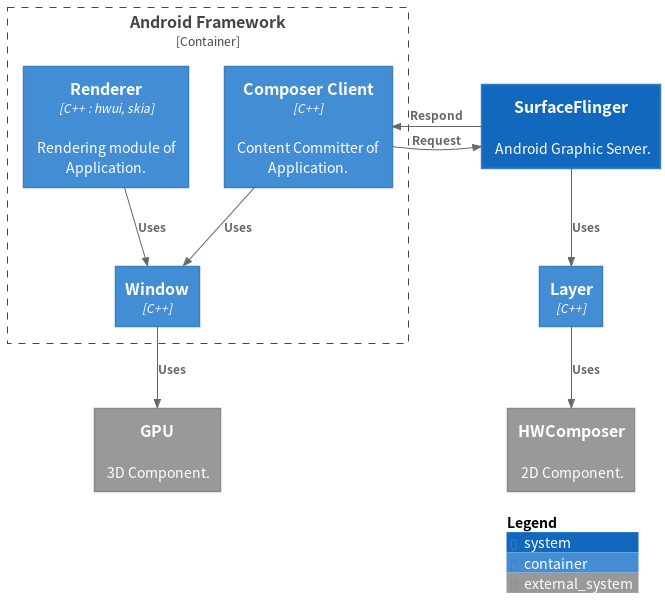 Android Framework
[Container]
Renderer
[C++ : hwui, skia]
Rendering module of
Application.
Composer Client
[C++]
Content Committer of
Application.
Respond
Request
SurfaceFlinger
Android Graphic Server.
Uses
Uses
Uses
Window
[C++]
Layer
[C++]
Uses
Uses
GPU
3D Component.
HWComposer
2D Component.
Legend
system
container
external_system